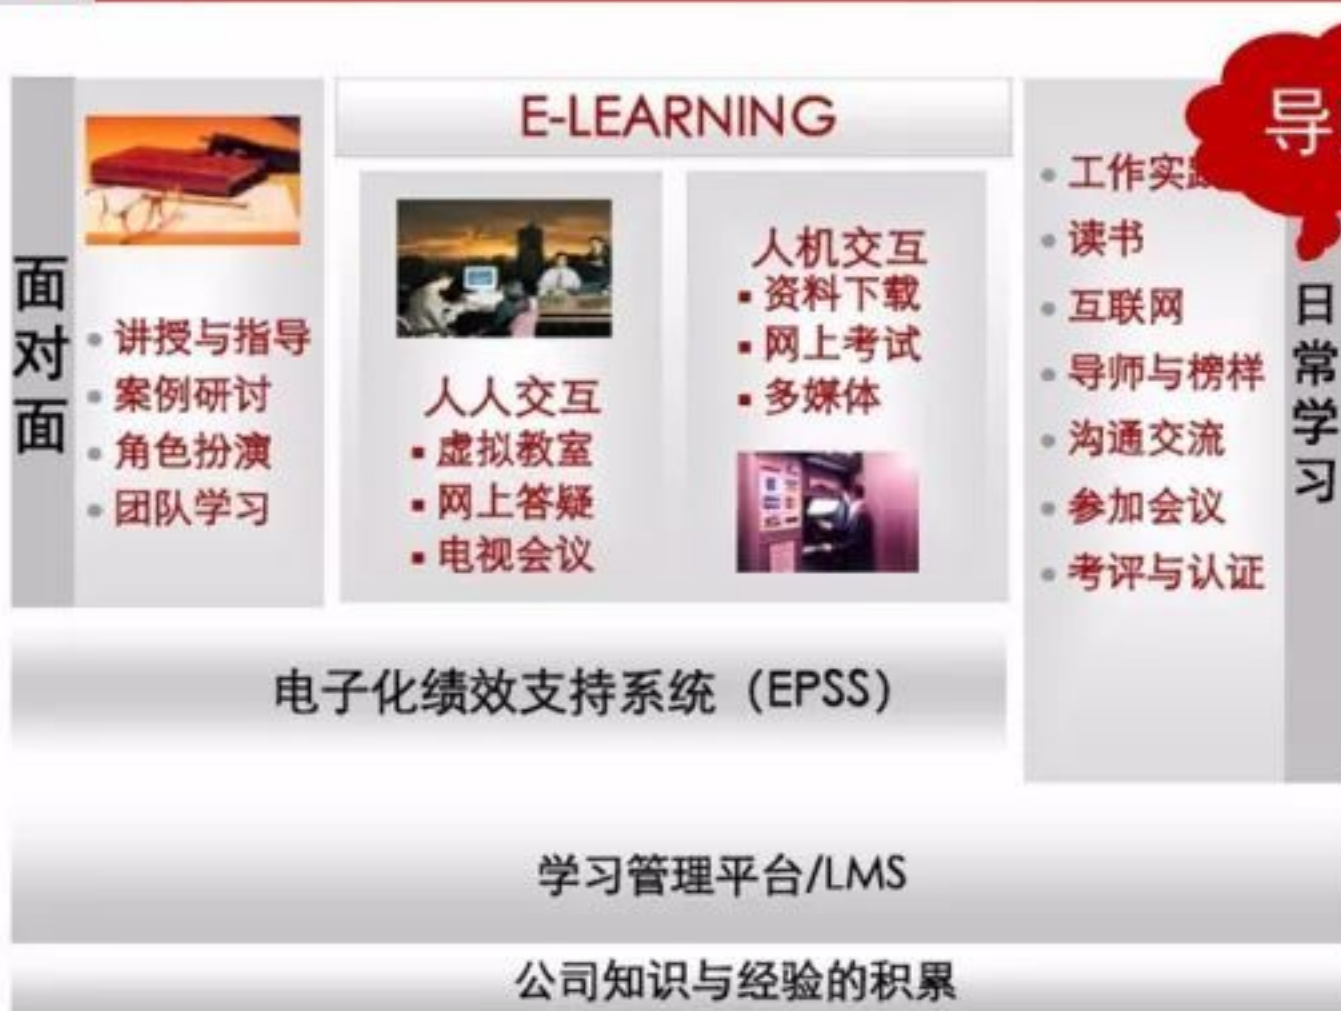 面对面
讲授与指导
案例研讨
角色扮演
团队学习
E-LEARNING
人人交互
虚拟教室
网上答疑
电视会议
人机交互
资料下载
网上考试
多媒体
导
工作实践
读书
互联网
导师与榜样
沟通交流
参加会议
考评与认证
日常学习
电子化绩效支持系统（EPSS）
学习管理平台/LMS
公司知识与经验的积累